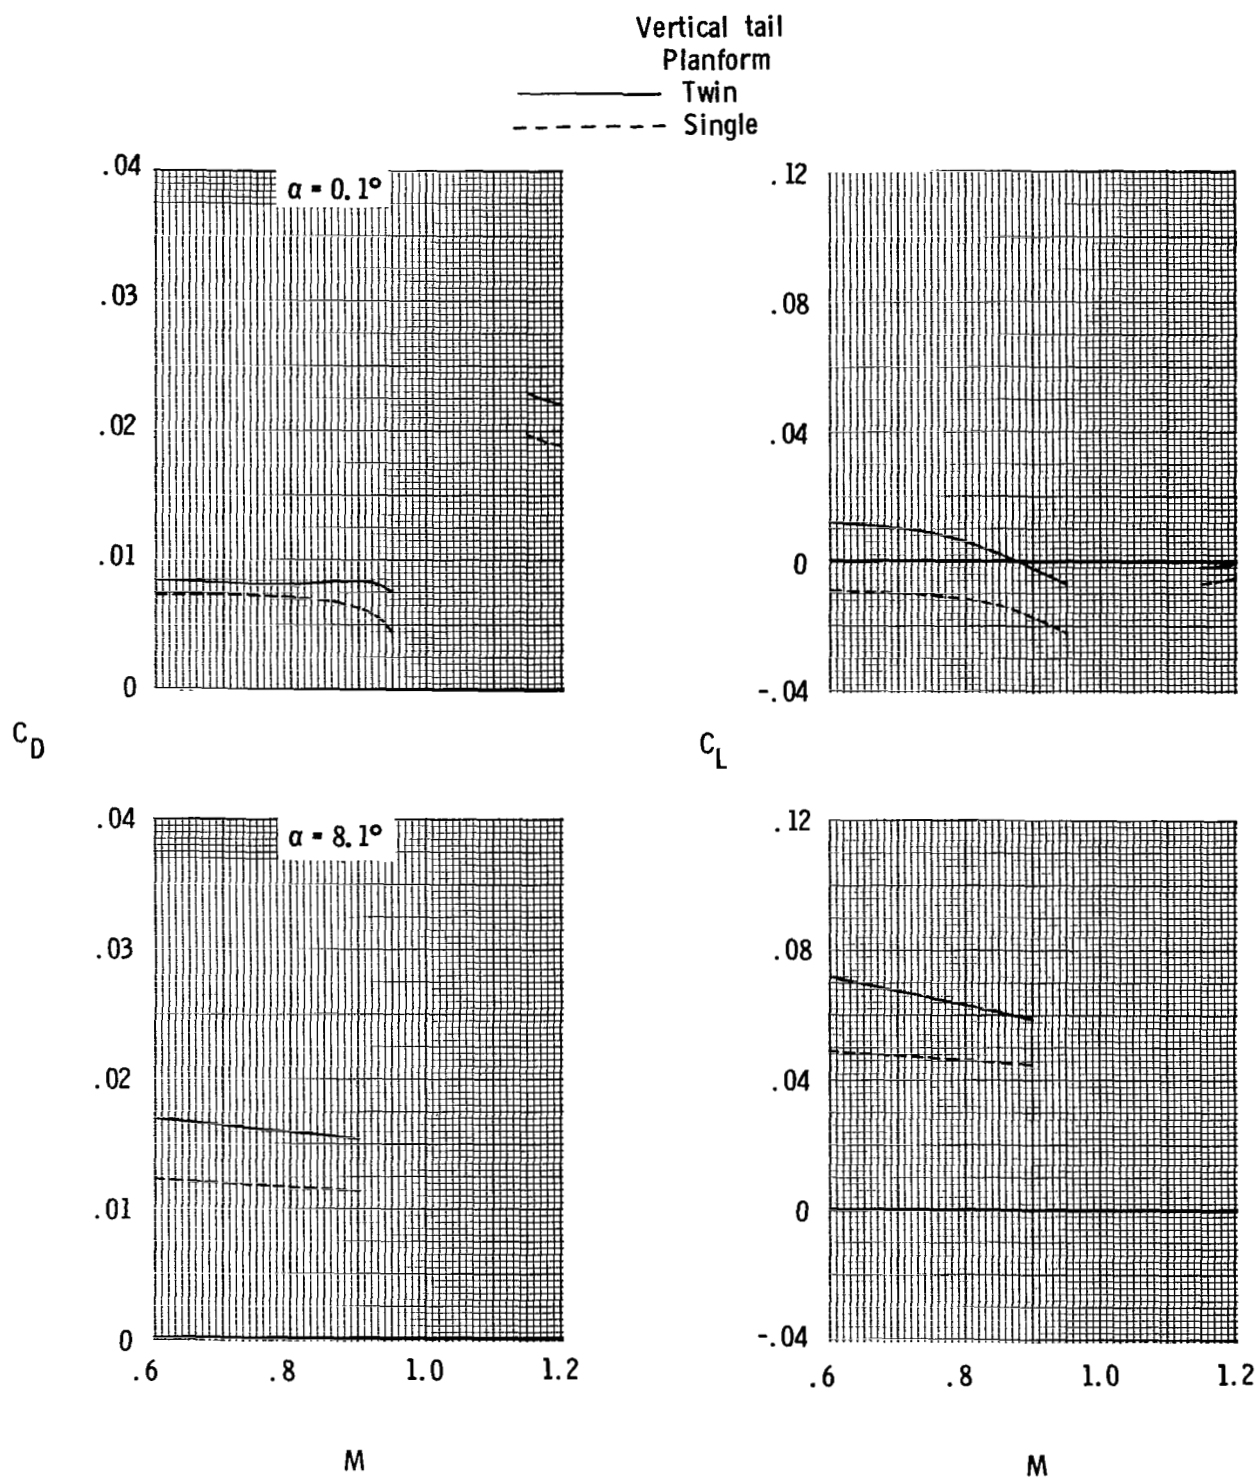 Vertical tail
Planform
Twin
Single
.04
α = 0.1°
.03
.02
.01
0
.12
.08
.04
0
-.04
C_D
C_L
.04
α = 8.1°
.03
.02
.01
0
.6 .8 1.0 1.2
M
.12
.08
.04
0
-.04
.6 .8 1.0 1.2
M